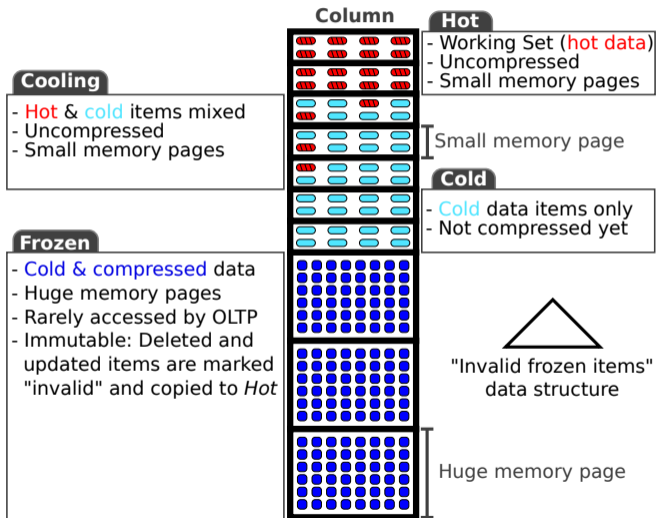 Column
Hot
- Working Set (hot data)
- Uncompressed
- Small memory pages
Cooling
- Hot & cold items mixed
- Uncompressed
- Small memory pages
Small memory page
Cold
- Cold data items only
- Not compressed yet
Frozen
- Cold & compressed data
- Huge memory pages
- Rarely accessed by OLTP
- Immutable: Deleted and
updated items are marked
"invalid" and copied to Hot
"Invalid frozen items"
data structure
Huge memory page